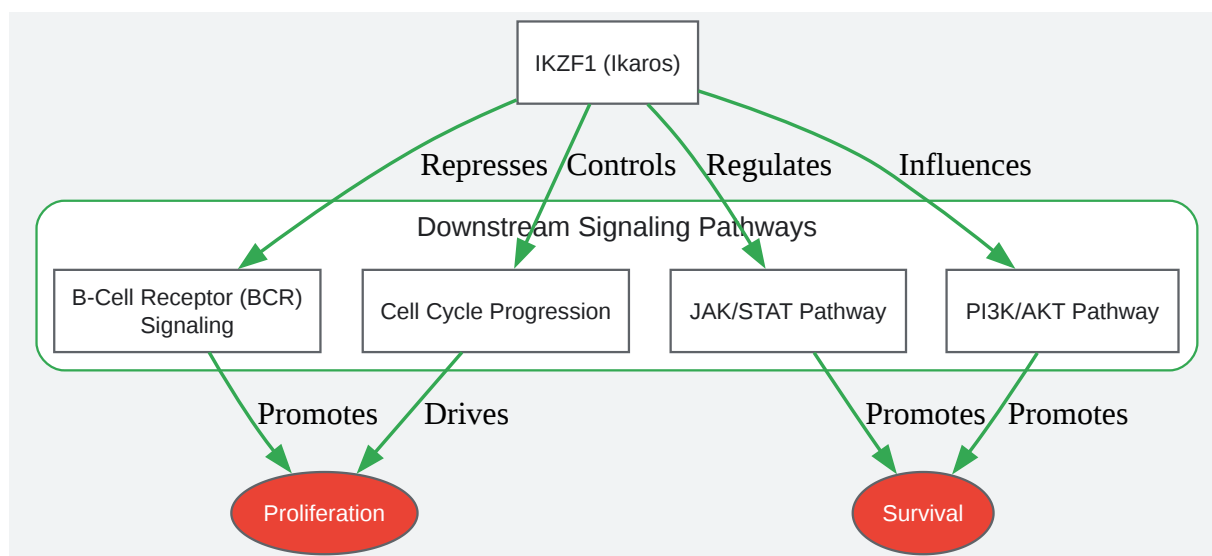 IKZF1 (Ikaros)
Represses Controls Regulates Influences
Downstream Signaling Pathways
B-Cell Receptor (BCR)
Signaling
Cell Cycle Progression
JAK/STAT Pathway
PI3K/AKT Pathway
Promotes Drives Promotes Promotes
Proliferation
Survival